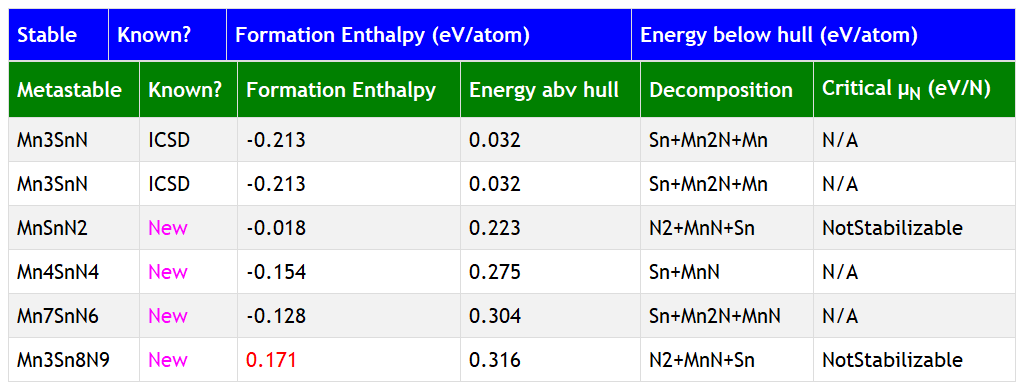 Stable Known? Formation Enthalpy (eV/atom) Energy below hull (eV/atom)
Metastable Known? Formation Enthalpy Energy abv hull Decomposition Critical μN (eV/N)
Mn3SnN ICSD -0.213 0.032 Sn+Mn2N+Mn N/A
Mn3SnN ICSD -0.213 0.032 Sn+Mn2N+Mn N/A
MnSnN2 New -0.018 0.223 N2+MnN+Sn NotStabilizable
Mn4SnN4 New -0.154 0.275 Sn+MnN N/A
Mn7SnN6 New -0.128 0.304 Sn+Mn2N+MnN N/A
Mn3Sn8N9 New 0.171 0.316 N2+MnN+Sn NotStabilizable